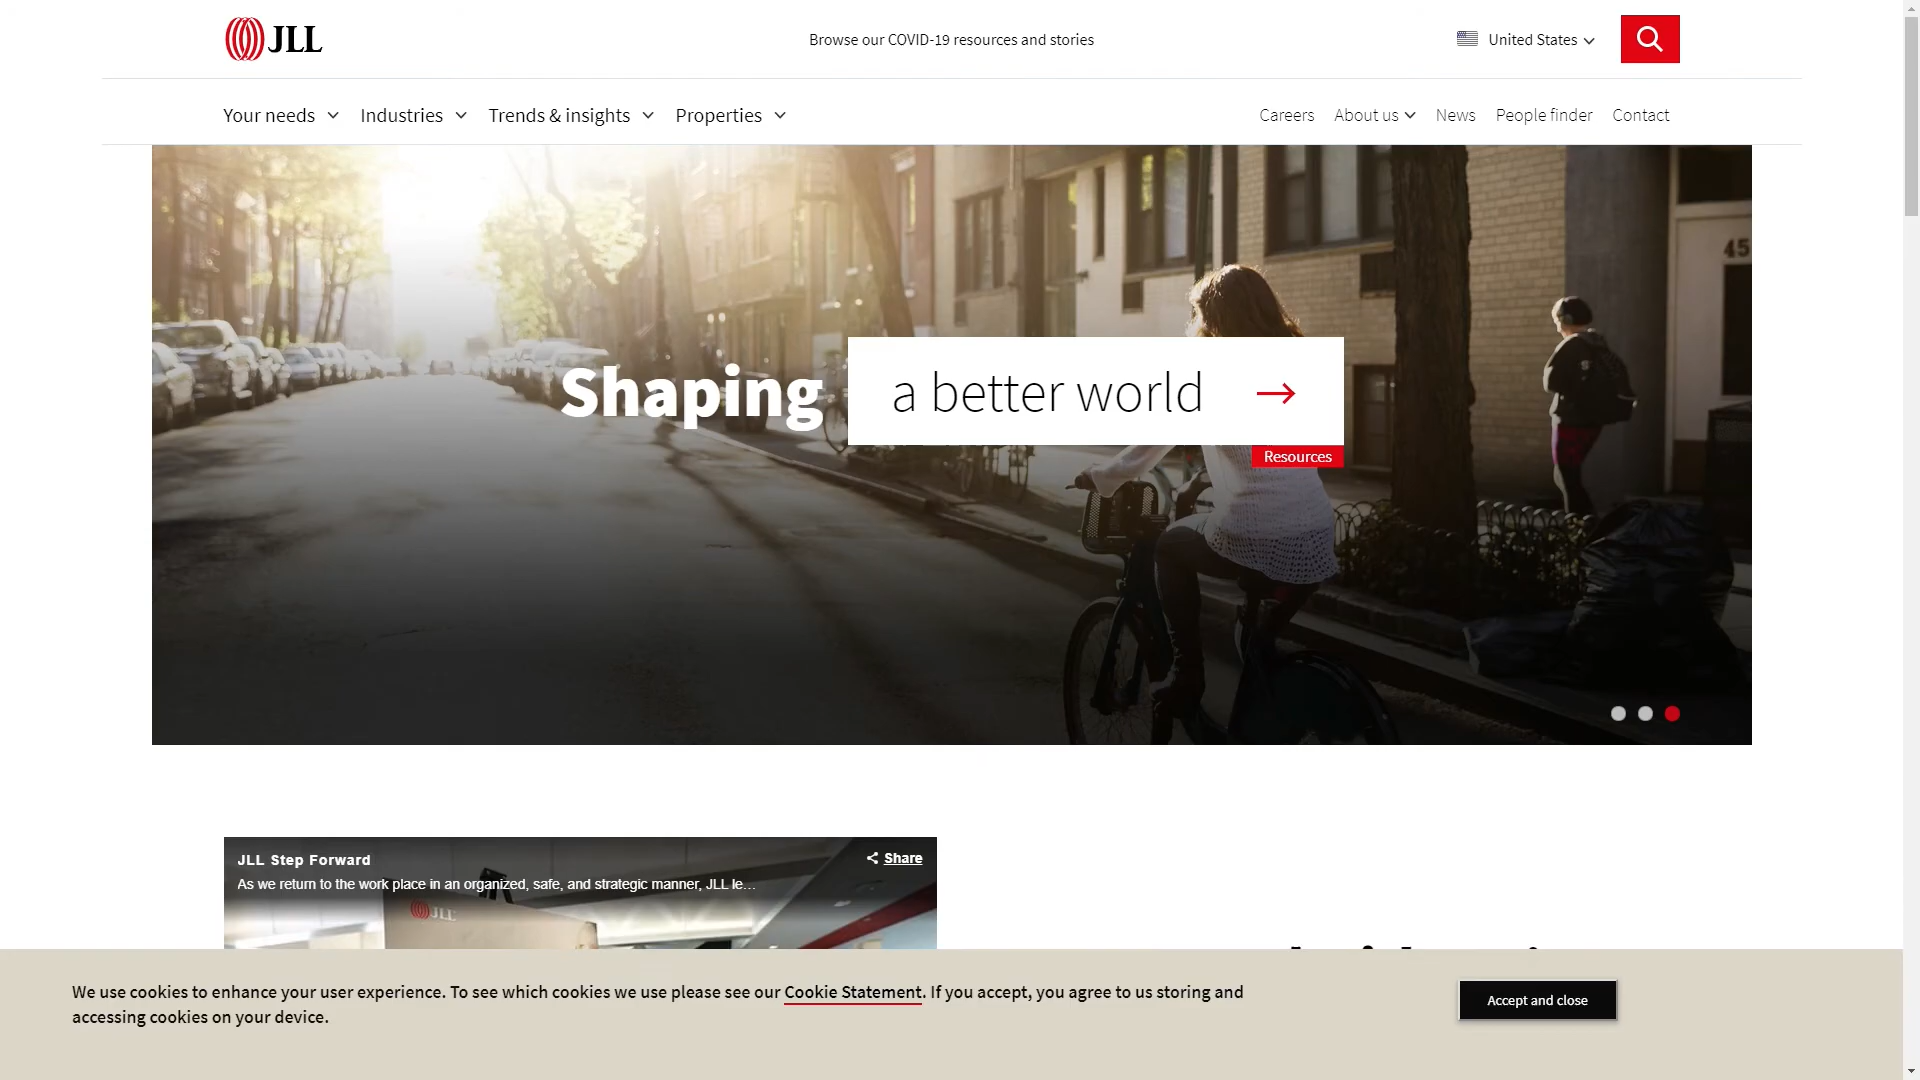 JLL
Browse our COVID-19 resources and stories
United States
Your needs
Industries
Trends & insights
Properties
Careers
About us
News
People finder
Contact
45
Shaping
a better world
Resources
JLL Step Forward
Share
As we return to the work place in an organized, safe, and strategic manner, JLL le...
JLL
We use cookies to enhance your user experience. To see which cookies we use please see our Cookie Statement. If you accept, you agree to us storing and
accessing cookies on your device.
Accept and close